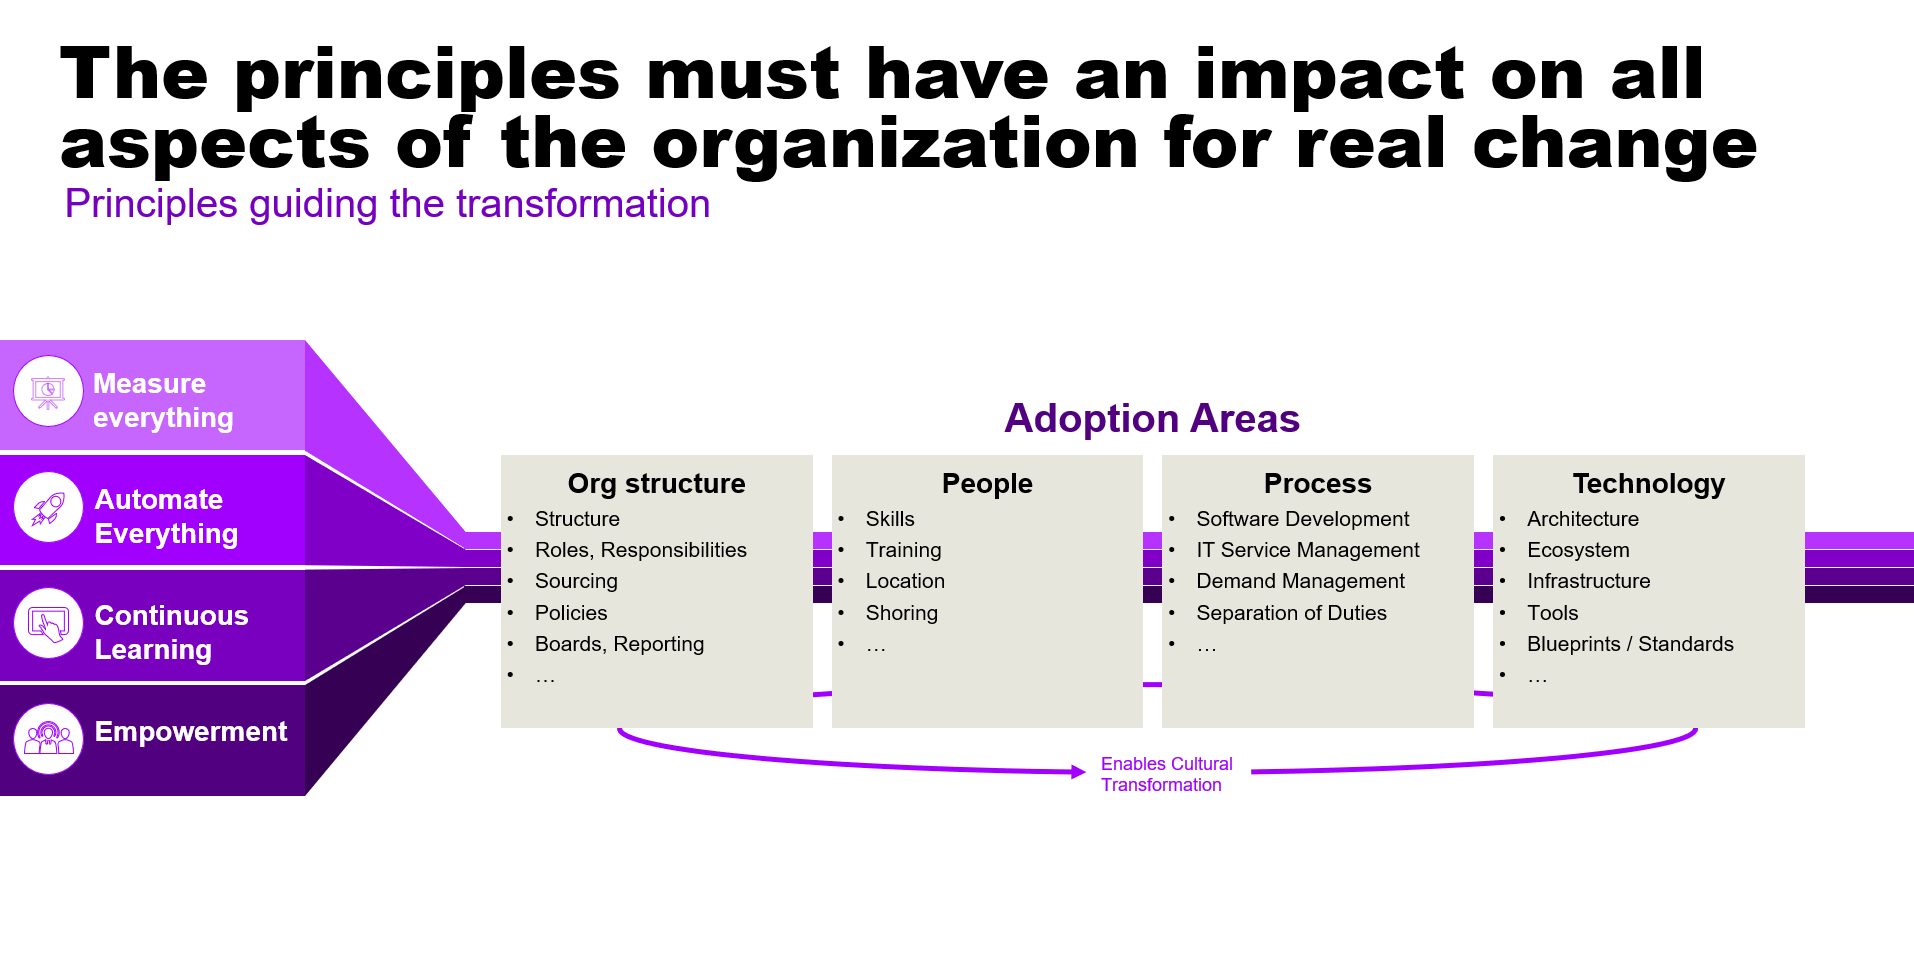 The principles must have an impact on all
aspects of the organization for real change
Principles guiding the transformation
Measure
everything
Automate
Everything
Continuous
Learning
Empowerment
Adoption Areas
Org structure
• Structure
• Roles, Responsibilities
• Sourcing
• Policies
• Boards, Reporting
• …
People
• Skills
• Training
• Location
• Shoring
• …
Process
• Software Development
• IT Service Management
• Demand Management
• Separation of Duties
• …
Technology
• Architecture
• Ecosystem
• Infrastructure
• Tools
• Blueprints / Standards
• …
Enables Cultural
Transformation